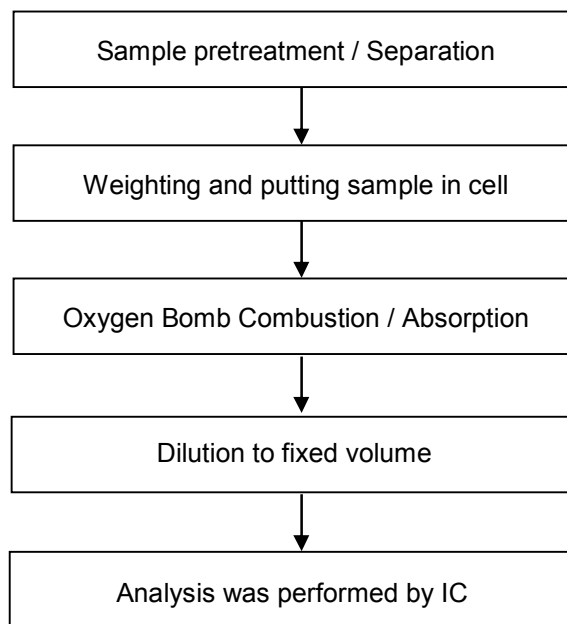 Sample pretreatment / Separation
Weighting and putting sample in cell
Oxygen Bomb Combustion / Absorption
Dilution to fixed volume
Analysis was performed by IC